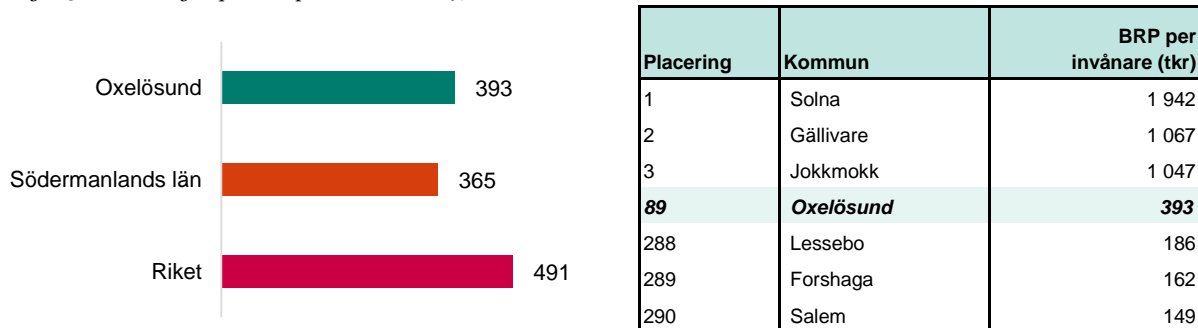 Oxelösund 393
Södermanlands län 365
Riket 491
Placering Kommun BRP per invånare (tkr)
1 Solna 1 942
2 Gällivare 1 067
3 Jokkmokk 1 047
89 Oxelösund 393
288 Lessebo 186
289 Forshaga 162
290 Salem 149